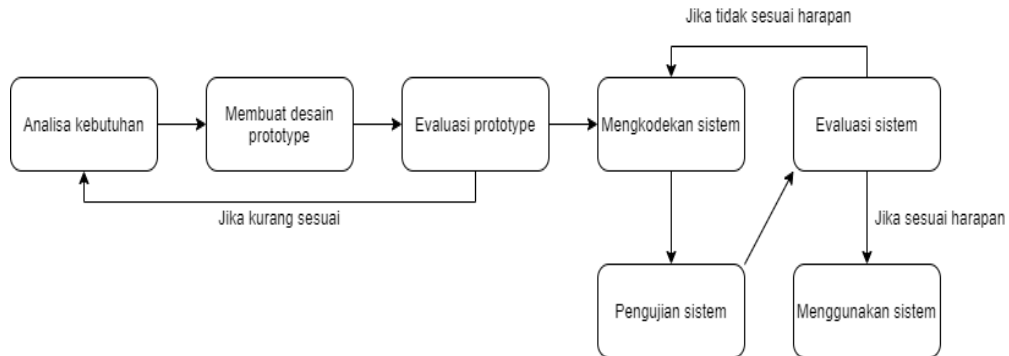 Jika tidak sesuai harapan
Analisa kebutuhan
Membuat desain
prototype
Evaluasi prototype
Mengkodekan sistem
Evaluasi sistem
Jika kurang sesuai
Jika sesuai harapan
Pengujian sistem
Menggunakan sistem